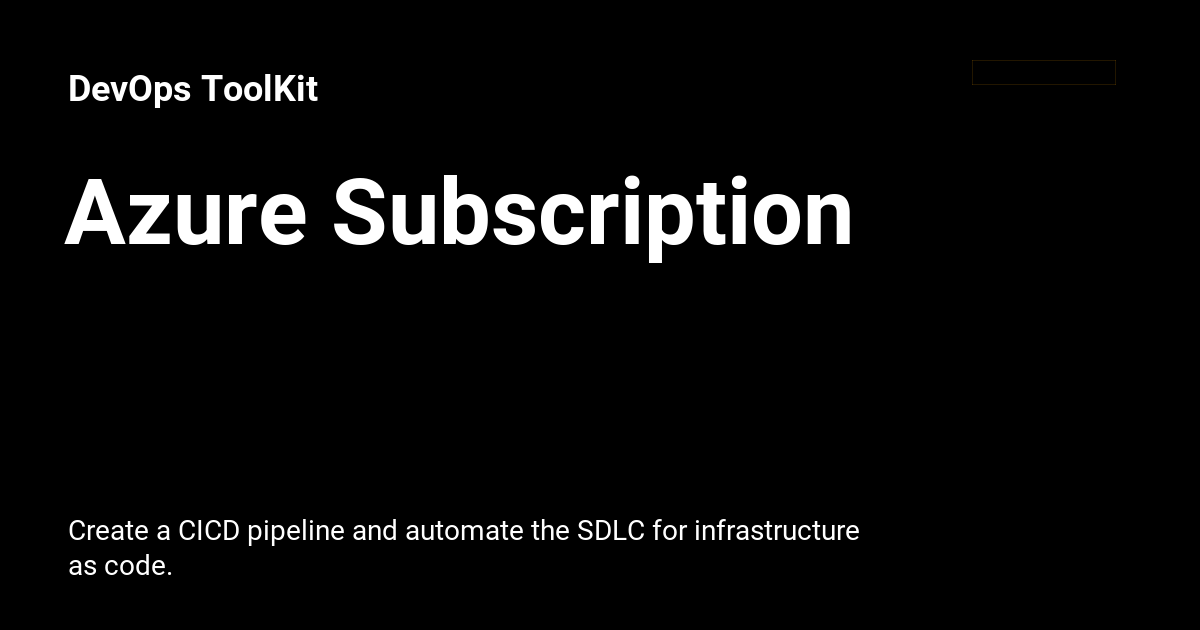 DevOps ToolKit
Azure Subscription
Create a CICD pipeline and automate the SDLC for infrastructure
as code.